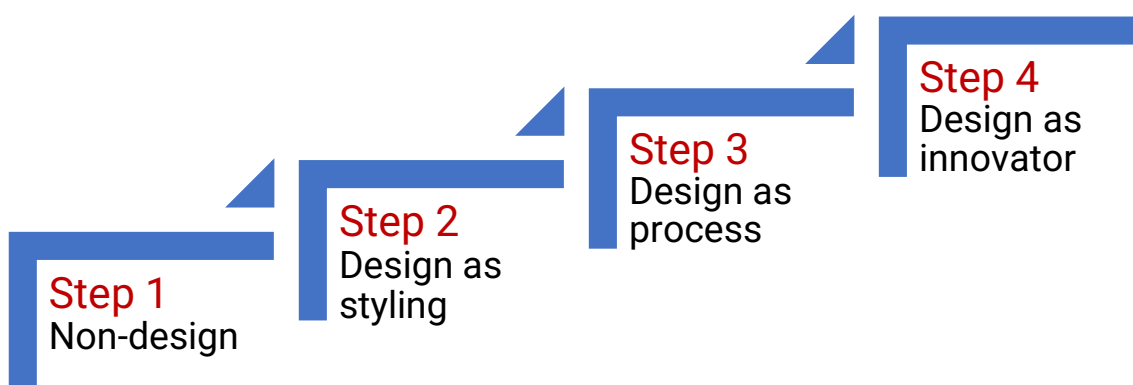 Step 1
Non-design
Step 2
Design as
styling
Step 3
Design as
process
Step 4
Design as
innovator